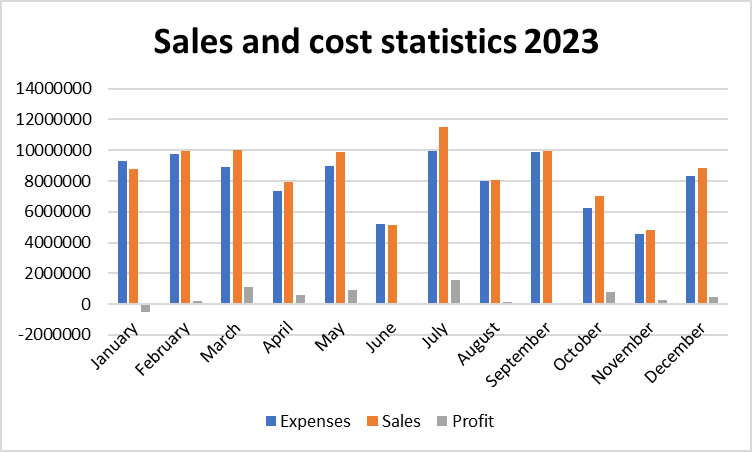 Sales and cost statistics 2023
14000000
12000000
10000000
8000000
6000000
4000000
2000000
0
-2000000
January
February
March
April
May
June
July
August
September
October
November
December
Expenses Sales Profit